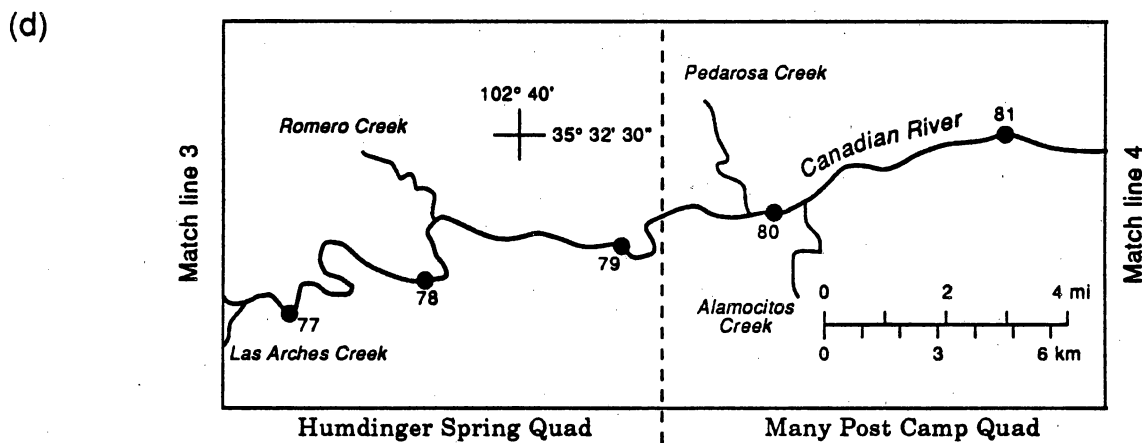 (d)
Pedarosa Creek
102° 40'
81
Romero Creek
35° 32' 30"
Canadian River
Match line 3
Match line 4
80
79
78
77
Alamocitos
Creek
0 2 4 mi
0 3 6 km
Las Arches Creek
Humdinger Spring Quad
Many Post Camp Quad